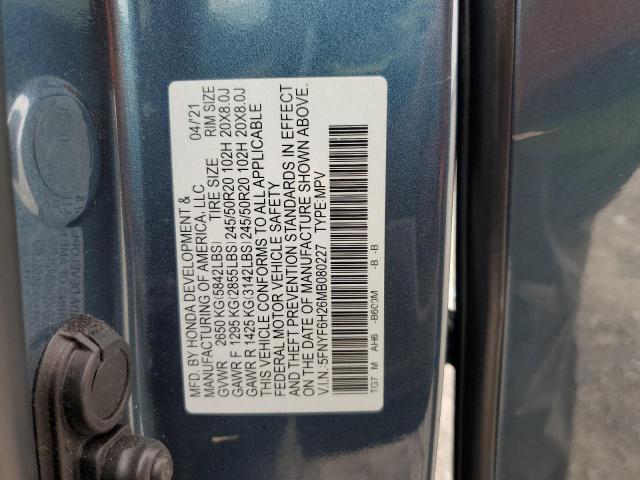 MFD. BY HONDA DEVELOPMENT & 04/21
MANUFACTURING OF AMERICA, LLC
GVWR 2650 KG(5842LBS) TIRE SIZE RIM SIZE
GAWR F 1295 KG(2855LBS)245/50R20 102H 20X8.0J
GAWR R 1425 KG(3142LBS)245/50R20 102H 20X8.0J
THIS VEHICLE CONFORMS TO ALL APPLICABLE
FEDERAL MOTOR VEHICLE SAFETY
AND THEFT PREVENTION STANDARDS IN EFFECT
ON THE DATE OF MANUFACTURE SHOWN ABOVE.
V.I.N.:5FNYF6H26MB080227 TYPE:MPV
TG7 M AH6 -B600M -B -B